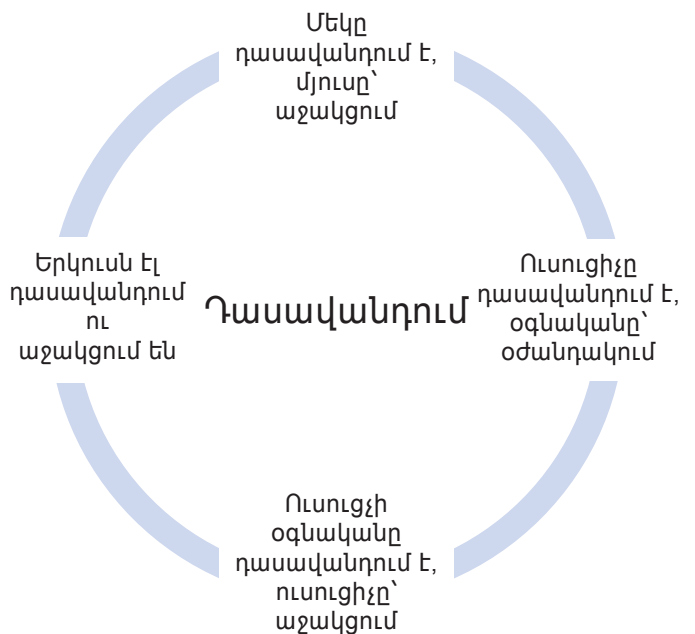 Մեկը
դասավանդում է,
մյուսը՝
աջակցում
Ուսուցիչը
դասավանդում է,
օգնականը՝
օժանդակում
Ուսուցչի
օգնականը
դասավանդում է,
ուսուցիչը՝
աջակցում
Երկուսն էլ
դասավանդում
ու
աջակցում են
Դասավանդում